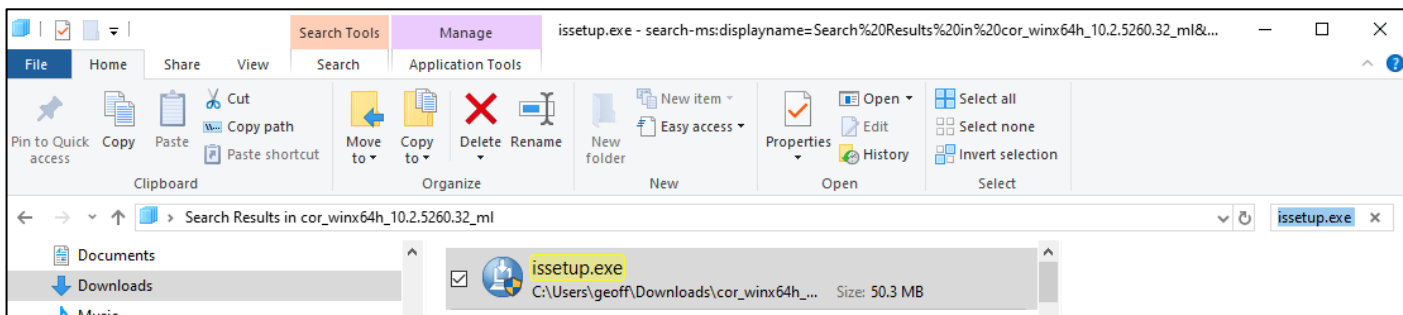 Search Tools
Manage
issetup.exe - search-ms:displayname=Search%20Results%20in%20cor_winx64h_10.2.5260.32_ml&...
File
Home
Share
View
Search
Application Tools
Pin to Quick access
Copy
Paste
Cut
Copy path
Paste shortcut
Clipboard
Move to
Copy to
Delete
Rename
Organize
New folder
New item
Easy access
New
Properties
Open
Edit
History
Open
Select all
Select none
Invert selection
Select
Search Results in cor_winx64h_10.2.5260.32_ml
issetup.exe
Documents
Downloads
Music
issetup.exe
C:\Users\geoff\Downloads\cor_winx64h_... Size: 50.3 MB